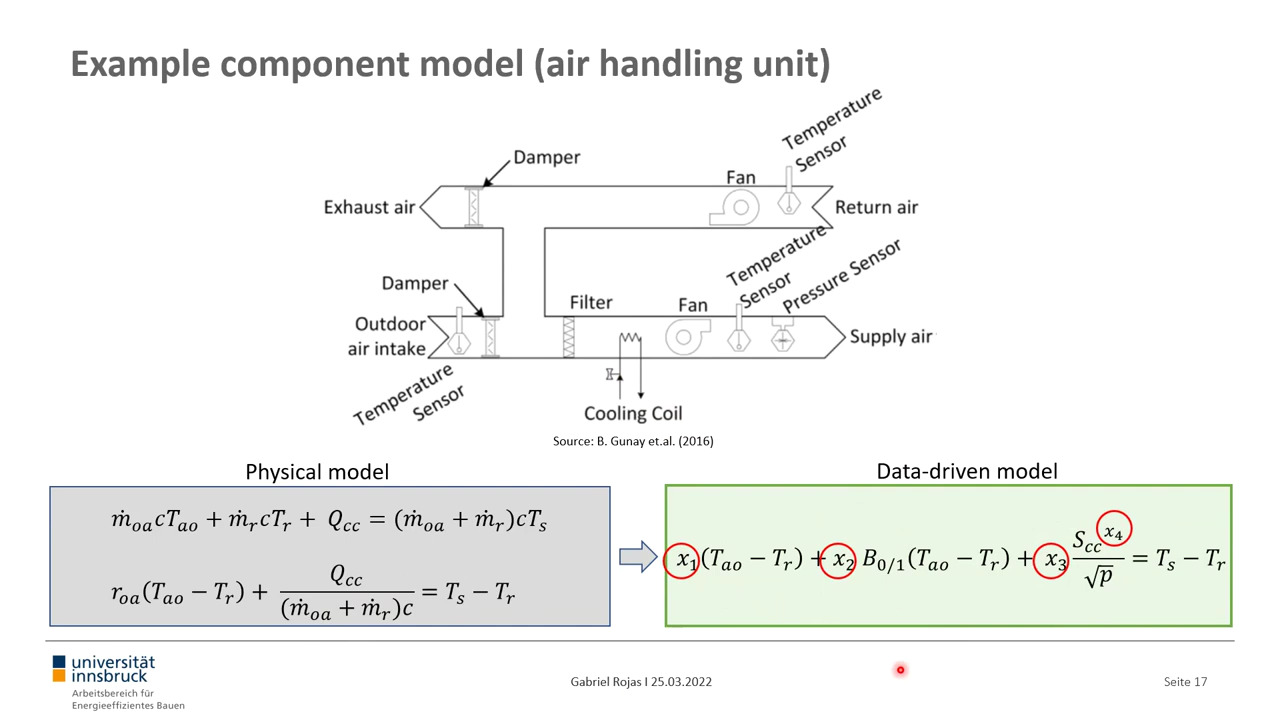 Example component model (air handling unit)
Temperature
Sensor
Damper
Fan
Exhaust air
Return air
Temperature
Sensor
Pressure Sensor
Damper
Filter
Fan
Outdoor
air intake
Supply air
Temperature
Sensor
Cooling Coil
Source: B. Gunay et.al. (2016)
Physical model
ṁ_oa cT_ao + ṁ_r cT_r + Q_cc = (ṁ_oa + ṁ_r)cT_s
r_oa(T_ao − T_r) + Q_cc / ((ṁ_oa + ṁ_r)c) = T_s − T_r
Data-driven model
x_1(T_ao − T_r) + x_2 B_0/1(T_ao − T_r) + x_3 S_cc^x_4 / √p = T_s − T_r
universität
innsbruck
Arbeitsbereich für
Energieeffizientes Bauen
Gabriel Rojas I 25.03.2022
Seite 17